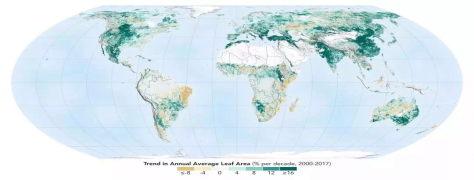 Trend in Annual Average Leaf Area (% per decade, 2000-2017)
≤-8 -4 0 4 8 12 ≥16